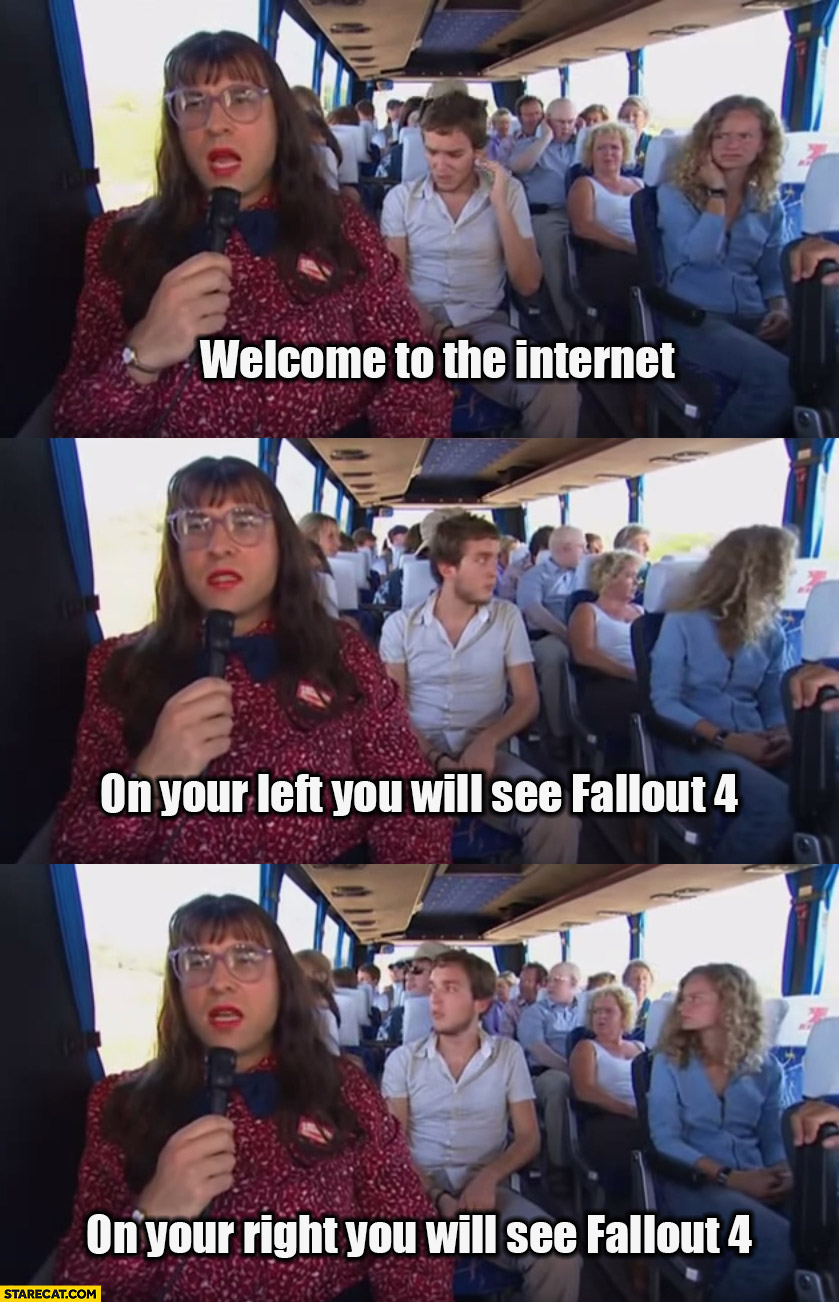 Welcome to the internet
On your left you will see Fallout 4
On your right you will see Fallout 4
STARECAT.COM